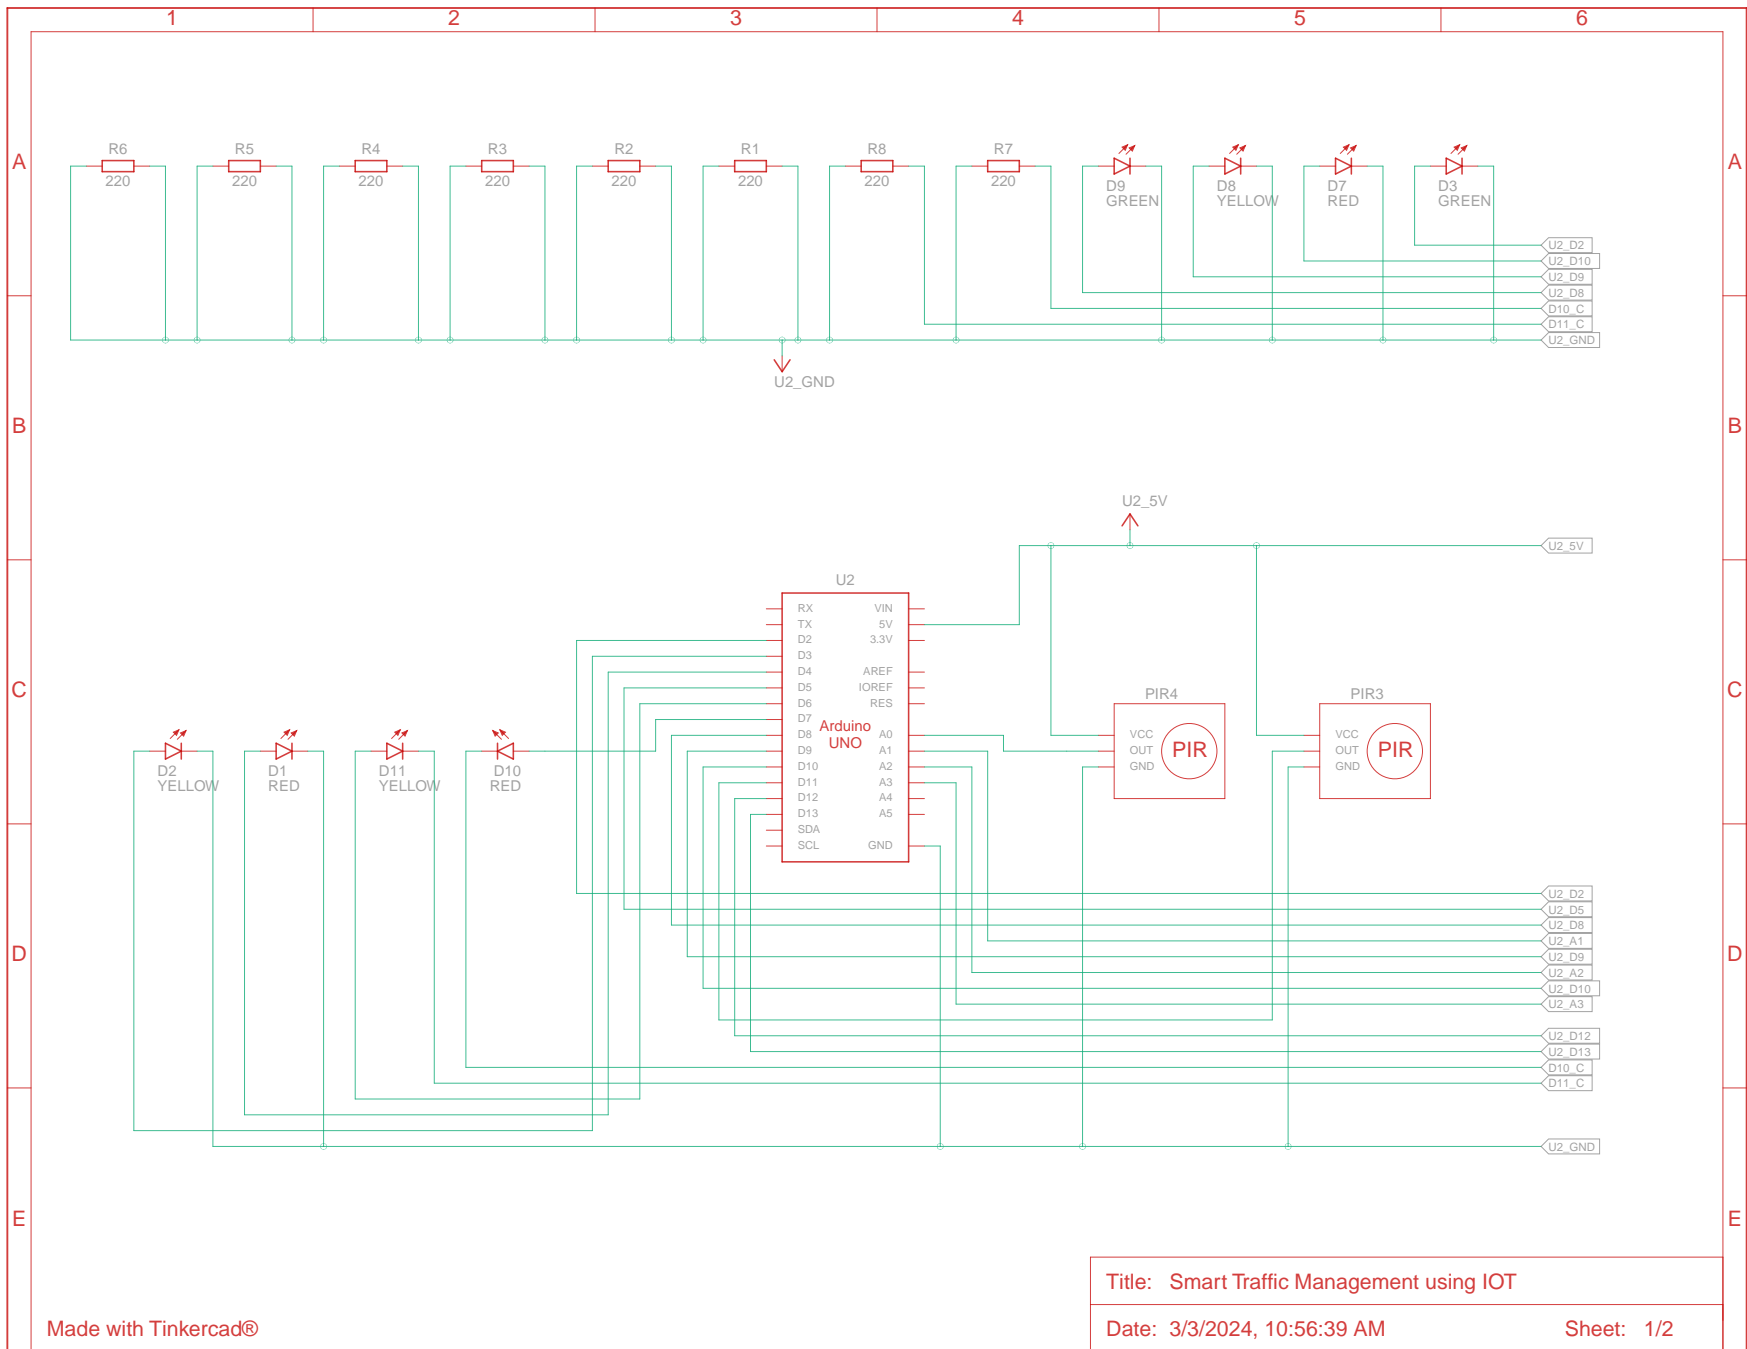 1 2 3 4 5 6
A A
R6 R5 R4 R3 R2 R1 R8 R7
220 220 220 220 220 220 220 220
D9 D8 D7 D3
GREEN YELLOW RED GREEN
U2_D2
U2_D10
U2_D9
U2_D8
D10_C
D11_C
U2_GND
U2_GND
B B
U2_5V
U2_5V
U2
RX VIN
TX 5V
D2 3.3V
D3
D4 AREF
D5 IOREF
D6 RES
D7
Arduino
UNO
D8 A0
D9 A1
D10 A2
D11 A3
D12 A4
D13 A5
SDA
SCL GND
C C
PIR4 PIR3
VCC VCC
OUT PIR OUT PIR
GND GND
D2 D1 D11 D10
YELLOW RED YELLOW RED
D D
U2_D2
U2_D5
U2_D8
U2_A1
U2_D9
U2_A2
U2_D10
U2_A3
U2_D12
U2_D13
D10_C
D11_C
U2_GND
E E
Title: Smart Traffic Management using IOT
Made with Tinkercad®
Date: 3/3/2024, 10:56:39 AM Sheet: 1/2